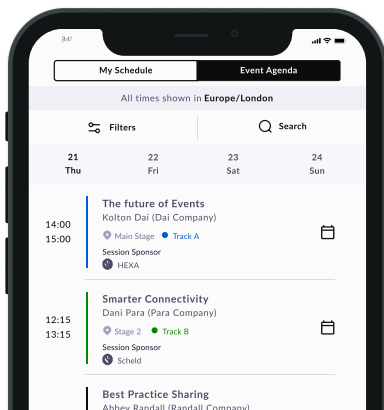 9:41
My Schedule
Event Agenda
All times shown in Europe/London
Filters
Search
21 22 23 24
Thu Fri Sat Sun
The future of Events
Kolton Dai (Dai Company)
14:00
15:00
Main Stage Track A
Session Sponsor
HEXA
Smarter Connectivity
Dani Para (Para Company)
12:15
13:15
Stage 2 Track B
Session Sponsor
Scheld
Best Practice Sharing
Abbey Randall (Randall Company)